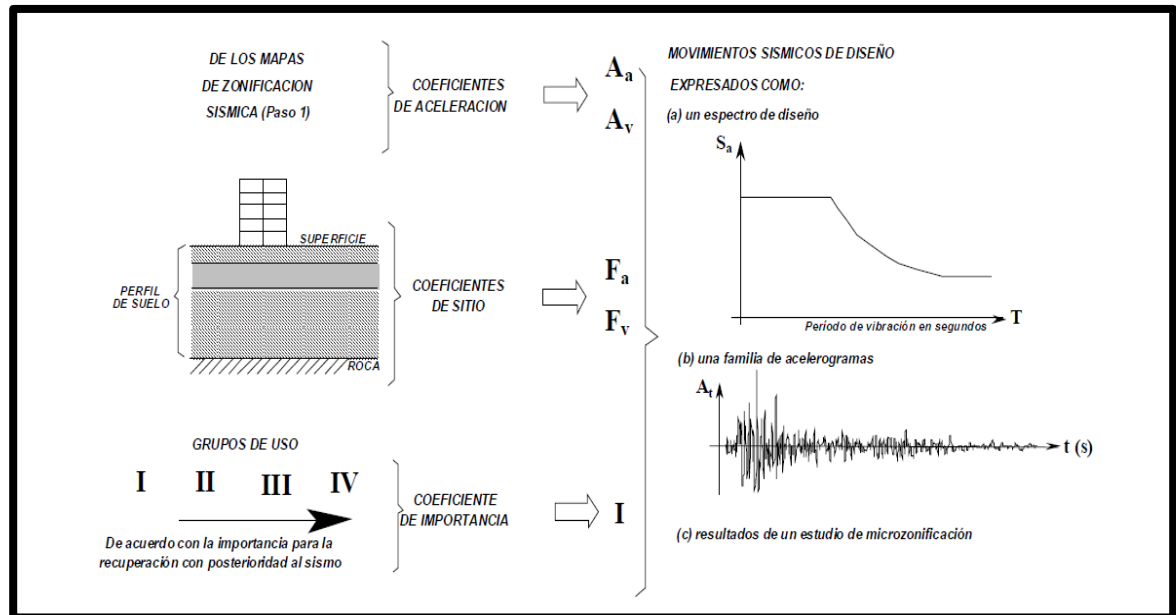 DE LOS MAPAS
DE ZONIFICACION
SISMICA (Paso 1)
COEFICIENTES
DE ACELERACION
Aa
Av
SUPERFICIE
PERFIL
DE SUELO
ROCA
COEFICIENTES
DE SITIO
Fa
Fv
GRUPOS DE USO
I II III IV
De acuerdo con la importancia para la
recuperación con posterioridad al sismo
COEFICIENTE
DE IMPORTANCIA
I
MOVIMIENTOS SISMICOS DE DISEÑO
EXPRESADOS COMO:
(a) un espectro de diseño
Sa
T
Período de vibración en segundos
(b) una familia de acelerogramas
At
t (s)
(c) resultados de un estudio de microzonificación